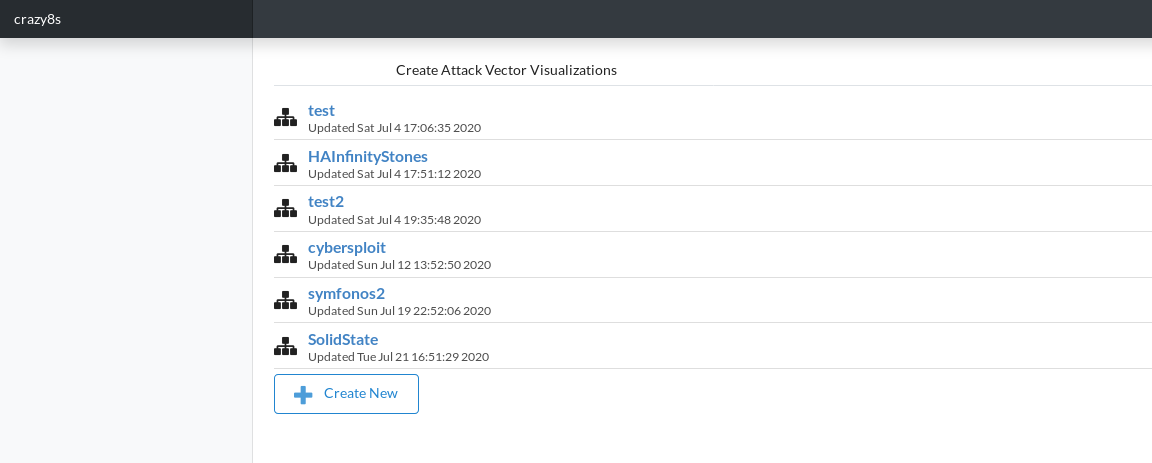 crazy8s
Create Attack Vector Visualizations
test
Updated Sat Jul 4 17:06:35 2020
HAInfinityStones
Updated Sat Jul 4 17:51:12 2020
test2
Updated Sat Jul 4 19:35:48 2020
cybersploit
Updated Sun Jul 12 13:52:50 2020
symfonos2
Updated Sun Jul 19 22:52:06 2020
SolidState
Updated Tue Jul 21 16:51:29 2020
Create New